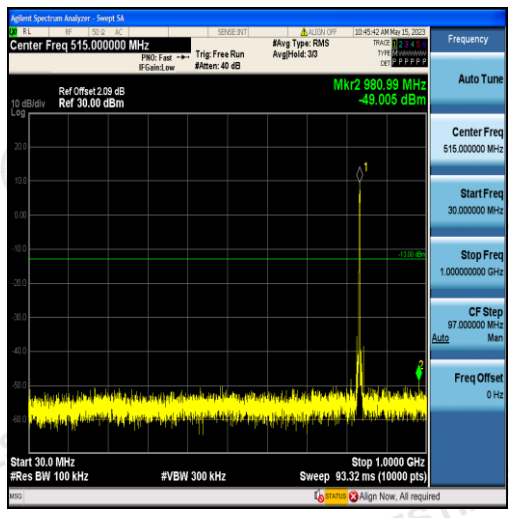 Agilent Spectrum Analyzer - Swept SA
RL RF 50 Ω AC SENSE:INT ALIGN OFF 10:45:42 AM May 15, 2023
Center Freq 515.000000 MHz
PNO: Fast
IFGain:Low
Trig: Free Run
#Atten: 40 dB
#Avg Type: RMS
Avg|Hold: 3/3
TRACE 1 2 3 4 5 6
TYPE
DET P P P P P P
Ref Offset 2.09 dB
10 dB/div Ref 30.00 dBm
Log
Mkr2 980.99 MHz
-49.005 dBm
20.0
10.0
0.00
-10.0
-20.0
-30.0
-40.0
-50.0
-60.0
1
-13.00 dBm
2
Start 30.0 MHz
Stop 1.0000 GHz
#Res BW 100 kHz #VBW 300 kHz Sweep 93.32 ms (10000 pts)
MSG STATUS Align Now, All required
Frequency
Auto Tune
Center Freq
515.000000 MHz
Start Freq
30.000000 MHz
Stop Freq
1.000000000 GHz
CF Step
97.000000 MHz
Auto Man
Freq Offset
0 Hz